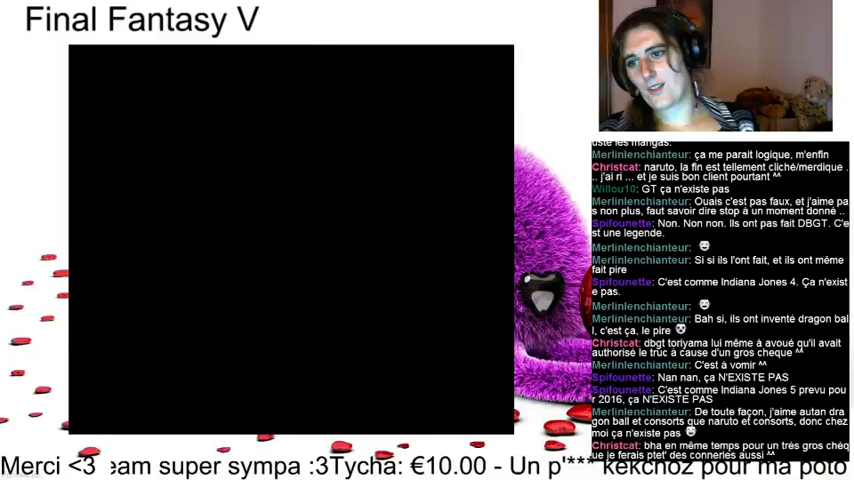 Final Fantasy V
uste les mangas.
Merlinlenchianteur: ça me parait logique, m'enfin
Christcat: naruto, la fin est tellement cliché/merdique .
.. j'ai ri ... et je suis bon client pourtant ^^
Willou10: GT ça n'existe pas
Merlinlenchianteur: Ouais c'est pas faux, et j'aime pa
s non plus, faut savoir dire stop à un moment donné ..
Spifounette: Non. Non non. Ils ont pas fait DBGT. C'e
st une legende.
Merlinlenchianteur:
Merlinlenchianteur: Si si ils l'ont fait, et ils ont même
fait pire
Spifounette: C'est comme Indiana Jones 4. Ça n'exist
e pas.
Merlinlenchianteur:
Merlinlenchianteur: Bah si, ils ont inventé dragon bal
l, c'est ça, le pire
Christcat: dbgt toriyama lui même à avoué qu'il avait
authorisé le truc à cause d'un gros cheque ^^
Merlinlenchianteur: C'est à vomir ^^
Spifounette: Nan nan, ça N'EXISTE PAS
Spifounette: C'est comme Indiana Jones 5 prevu pou
r 2016, ça N'EXISTE PAS
Merlinlenchianteur: De toute façon, j'aime autan dra
gon ball et consorts que naruto et consorts, donc chez
moi ça n'existe pas
Christcat: bha en même temps pour un très gros chèq
ue je ferais ptet' des conneries aussi ^^
Merci <3 eam super sympa :3Tycha: €10.00 - Un p'*** kekchoz pour ma poto